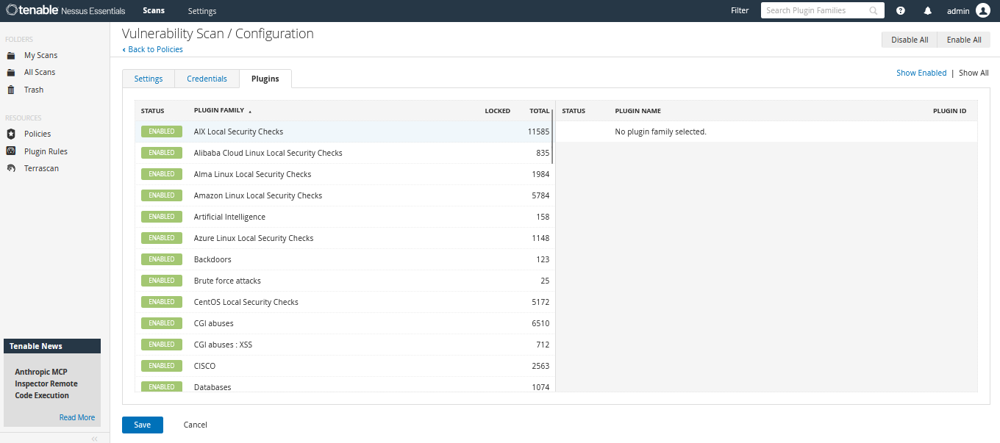 tenable Nessus Essentials Scans Settings Filter Search Plugin Families ? admin
FOLDERS
My Scans
All Scans
Trash
RESOURCES
Policies
Plugin Rules
Terrascan
Tenable News
Anthropic MCP
Inspector Remote
Code Execution
Read More
Vulnerability Scan / Configuration
‹ Back to Policies
Disable All Enable All
Settings Credentials Plugins
Show Enabled | Show All
STATUS PLUGIN FAMILY ▲ LOCKED TOTAL STATUS PLUGIN NAME PLUGIN ID
ENABLED AIX Local Security Checks 11585 No plugin family selected.
ENABLED Alibaba Cloud Linux Local Security Checks 835
ENABLED Alma Linux Local Security Checks 1984
ENABLED Amazon Linux Local Security Checks 5784
ENABLED Artificial Intelligence 158
ENABLED Azure Linux Local Security Checks 1148
ENABLED Backdoors 123
ENABLED Brute force attacks 25
ENABLED CentOS Local Security Checks 5172
ENABLED CGI abuses 6510
ENABLED CGI abuses : XSS 712
ENABLED CISCO 2563
ENABLED Databases 1074
Save Cancel